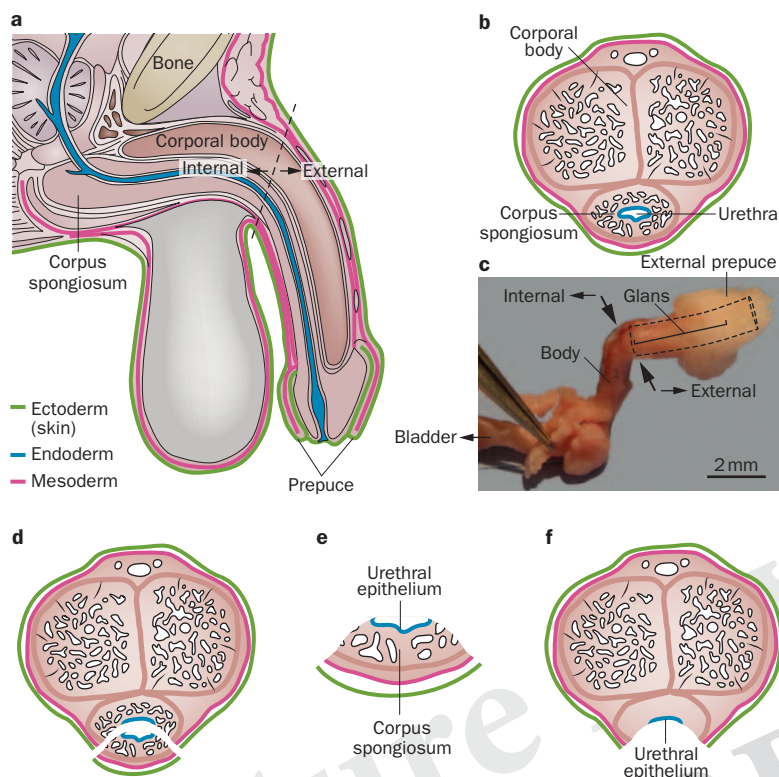 a
Bone
Corporal body
Internal
External
Corpus
spongiosum
Ectoderm
(skin)
Endoderm
Mesoderm
Prepuce
b
Corporal
body
Corpus
spongiosum
Urethra
c
External prepuce
Internal
Glans
Body
External
Bladder
2 mm
d
e
Urethral
epithelium
Corpus
spongiosum
f
Urethral
epithelium